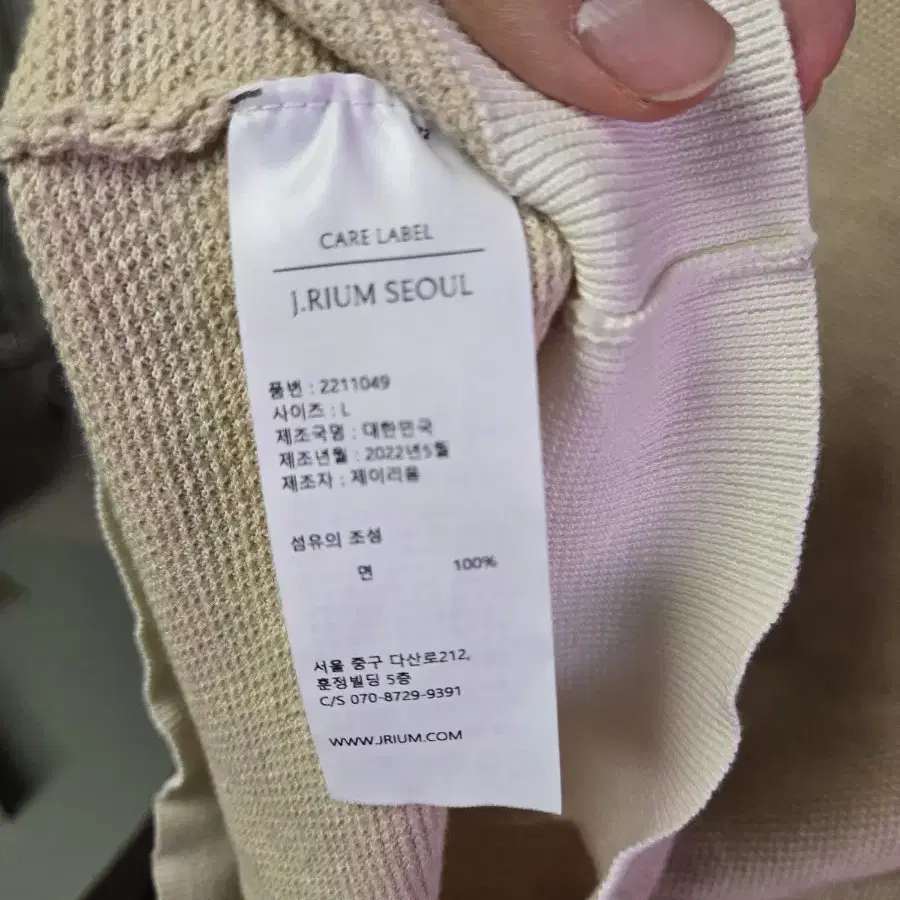 CARE LABEL
J.RIUM SEOUL
품번 : 2211049
사이즈 : L
제조국명 : 대한민국
제조년월 : 2022년5월
제조자 : 제이리움
섬유의 조성
면 100%
서울 중구 다산로212,
훈정빌딩 5층
C/S 070-8729-9391
WWW.JRIUM.COM